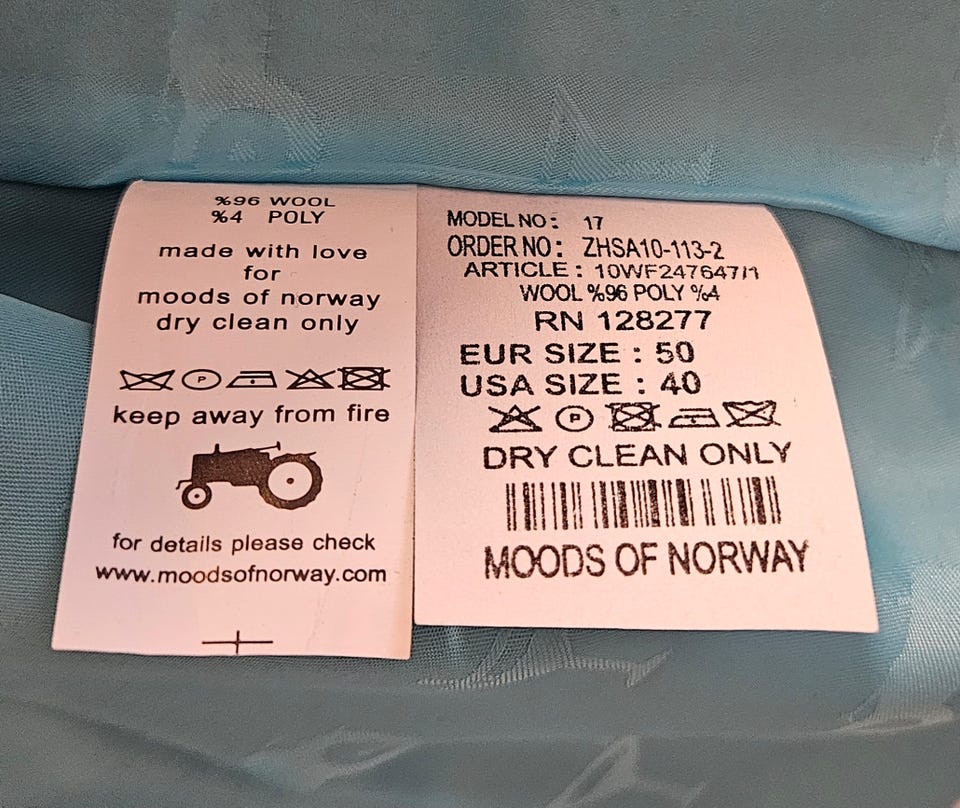 %96 WOOL
%4 POLY
made with love
for
moods of norway
dry clean only
P
keep away from fire
for details please check
www.moodsofnorway.com
MODEL NO: 17
ORDER NO: ZHSA10-113-2
ARTICLE: 10WF247647/1
WOOL %96 POLY %4
RN 128277
EUR SIZE : 50
USA SIZE : 40
P
DRY CLEAN ONLY
MOODS OF NORWAY